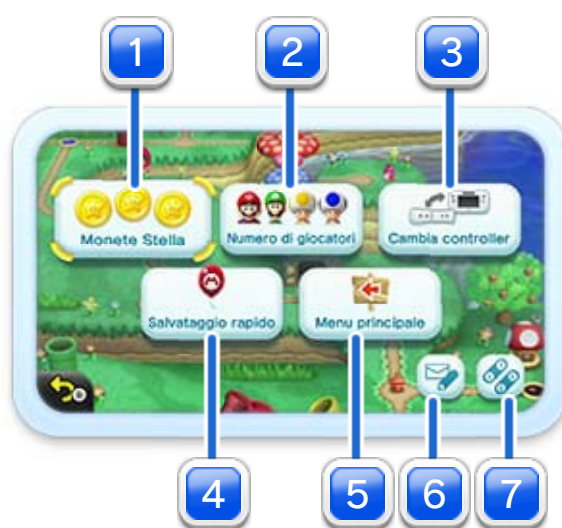 1
2
3
Monete Stella
Numero di giocatori
Cambia controller
Salvataggio rapido
Menu principale
4
5
6
7